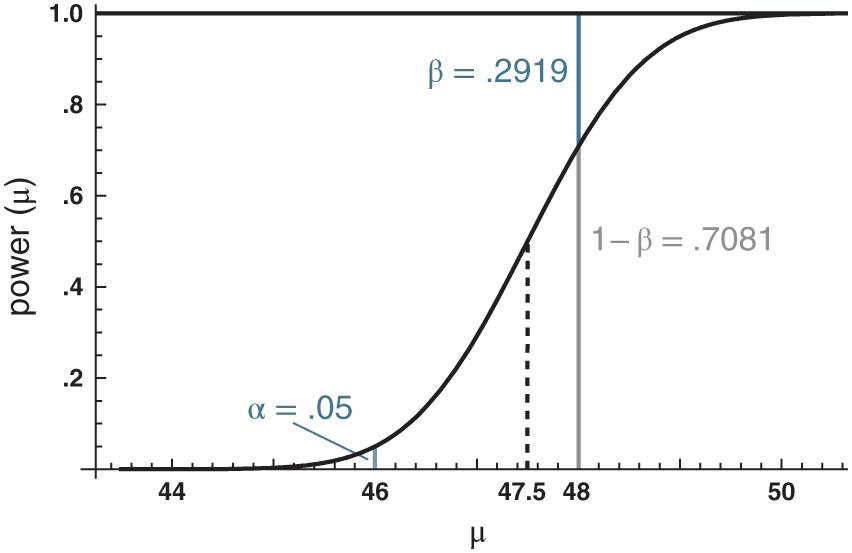 1.0
β = .2919
.8
.6
power (μ)
1– β = .7081
.4
.2
α = .05
44
46
47.5
48
50
μ